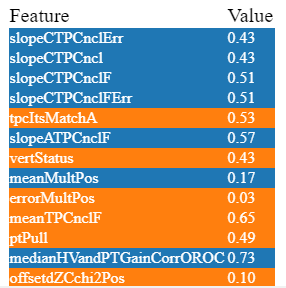 Feature Value
slopeCTPCnclErr 0.43
slopeCTPCncl 0.43
slopeCTPCnclF 0.51
slopeCTPCnclFErr 0.51
tpcItsMatchA 0.53
slopeATPCnclF 0.57
vertStatus 0.43
meanMultPos 0.17
errorMultPos 0.03
meanTPCnclF 0.65
ptPull 0.49
medianHVandPTGainCorrOROC 0.73
offsetdZCchi2Pos 0.10